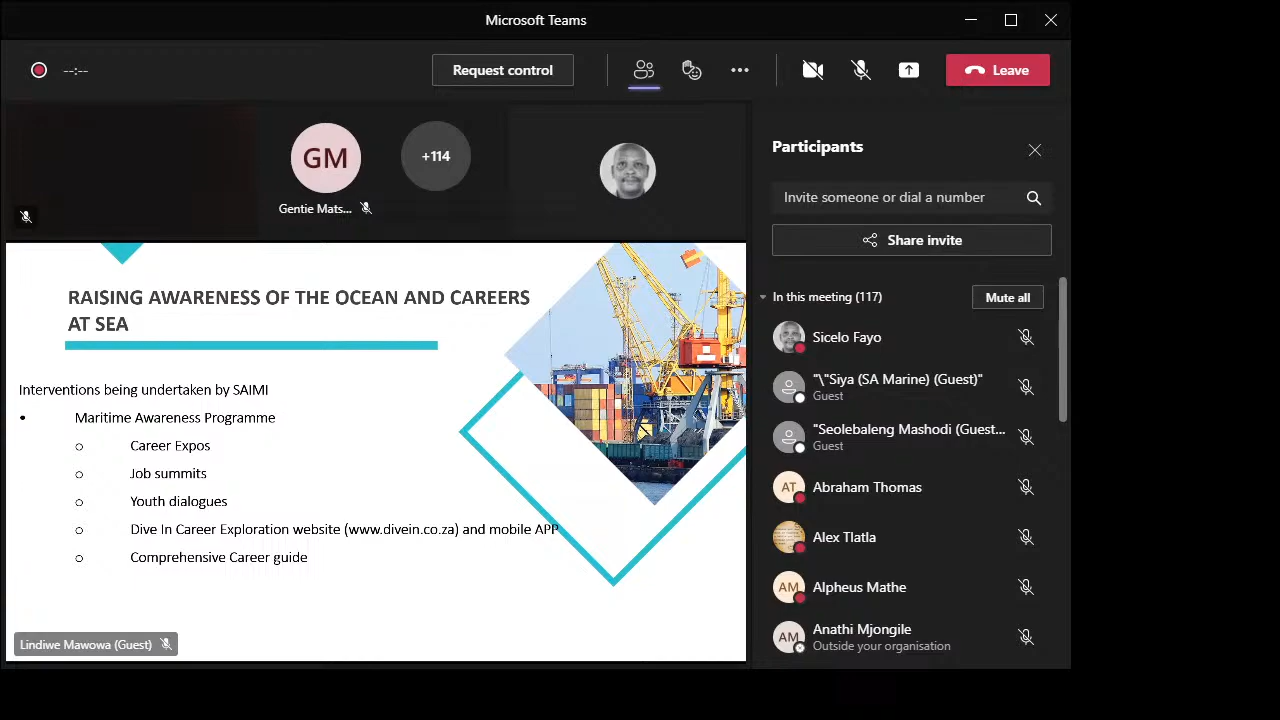 Microsoft Teams
--:--
Request control
Leave
GM
+114
Gentie Mats...
Participants
Invite someone or dial a number
Share invite
In this meeting (117)
Mute all
Sicelo Fayo
"\"Siya (SA Marine) (Guest)"
Guest
"Seolebaleng Mashodi (Guest...
Guest
AT
Abraham Thomas
Alex Tlatla
AM
Alpheus Mathe
AM
Anathi Mjongile
Outside your organisation
RAISING AWARENESS OF THE OCEAN AND CAREERS
AT SEA
Interventions being undertaken by SAIMI
• Maritime Awareness Programme
o Career Expos
o Job summits
o Youth dialogues
o Dive In Career Exploration website (www.divein.co.za) and mobile APP
o Comprehensive Career guide
Lindiwe Mawowa (Guest)